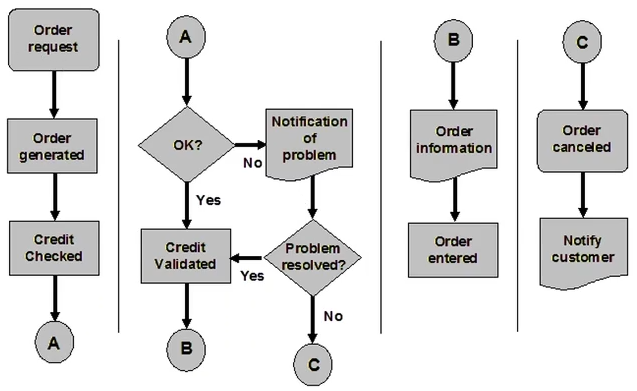 Order
request
Order
generated
Credit
Checked
A
A
OK?
No
Notification
of
problem
Yes
Credit
Validated
Yes
Problem
resolved?
B
No
C
B
Order
information
Order
entered
C
Order
canceled
Notify
customer